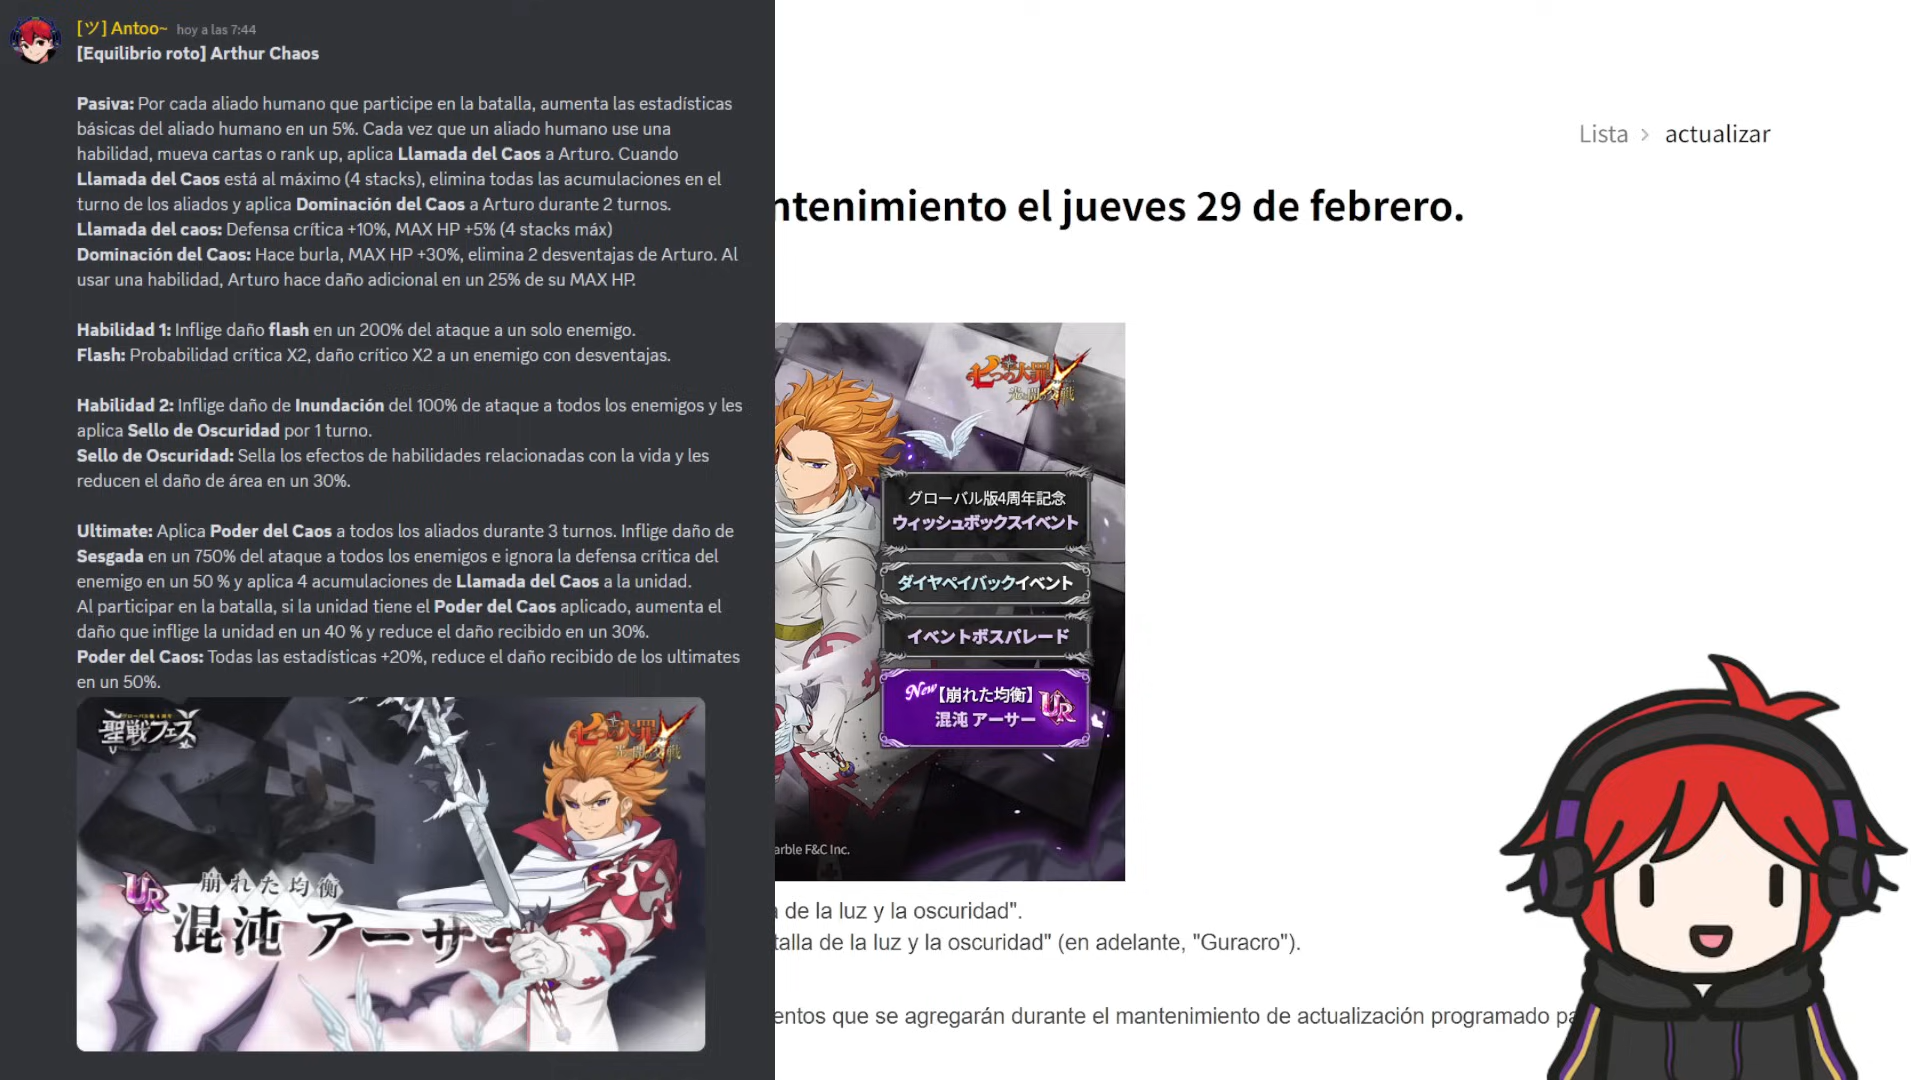 [ツ] Antoo~ hoy a las 7:44
[Equilibrio roto] Arthur Chaos
Pasiva: Por cada aliado humano que participe en la batalla, aumenta las estadísticas
básicas del aliado humano en un 5%. Cada vez que un aliado humano use una
habilidad, mueva cartas o rank up, aplica Llamada del Caos a Arturo. Cuando
Llamada del Caos está al máximo (4 stacks), elimina todas las acumulaciones en el
turno de los aliados y aplica Dominación del Caos a Arturo durante 2 turnos.
Llamada del caos: Defensa crítica +10%, MAX HP +5% (4 stacks máx)
Dominación del Caos: Hace burla, MAX HP +30%, elimina 2 desventajas de Arturo. Al
usar una habilidad, Arturo hace daño adicional en un 25% de su MAX HP.
Habilidad 1: Inflige daño flash en un 200% del ataque a un solo enemigo.
Flash: Probabilidad crítica X2, daño crítico X2 a un enemigo con desventajas.
Habilidad 2: Inflige daño de Inundación del 100% de ataque a todos los enemigos y les
aplica Sello de Oscuridad por 1 turno.
Sello de Oscuridad: Sella los efectos de habilidades relacionadas con la vida y les
reducen el daño de área en un 30%.
Ultimate: Aplica Poder del Caos a todos los aliados durante 3 turnos. Inflige daño de
Sesgada en un 750% del ataque a todos los enemigos e ignora la defensa crítica del
enemigo en un 50 % y aplica 4 acumulaciones de Llamada del Caos a la unidad.
Al participar en la batalla, si la unidad tiene el Poder del Caos aplicado, aumenta el
daño que inflige la unidad en un 40 % y reduce el daño recibido en un 30%.
Poder del Caos: Todas las estadísticas +20%, reduce el daño recibido de los ultimates
en un 50%.
聖戦フェス
七つの大罪
UR
崩れた均衡
混沌 アーサー
Lista > actualizar
ntenimiento el jueves 29 de febrero.
七つの大罪
光と闇の交戦
グローバル版4周年記念
ウィッシュボックスイベント
ダイヤペイバックイベント
イベントボスパレード
New【崩れた均衡】
混沌 アーサー UR
arble F&C Inc.
de la luz y la oscuridad".
talla de la luz y la oscuridad" (en adelante, "Guracro").
entos que se agregarán durante el mantenimiento de actualización programado pa